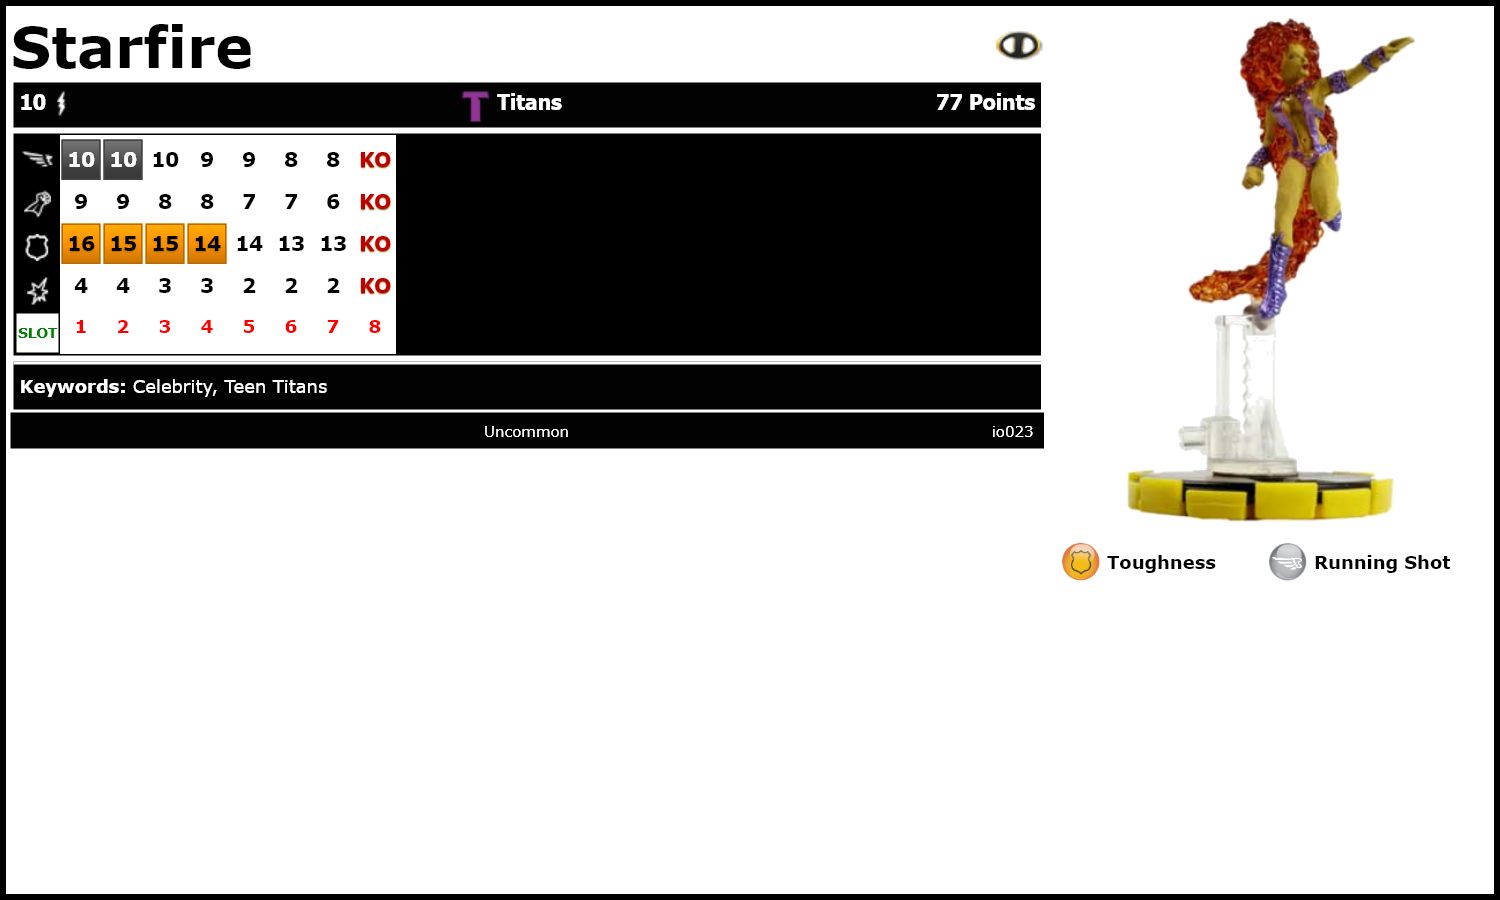 Starfire
10 Titans 77 Points
10 10 10 9 9 8 8 KO
9 9 8 8 7 7 6 KO
16 15 15 14 14 13 13 KO
4 4 3 3 2 2 2 KO
SLOT 1 2 3 4 5 6 7 8
Keywords: Celebrity, Teen Titans
Uncommon io023
Toughness Running Shot